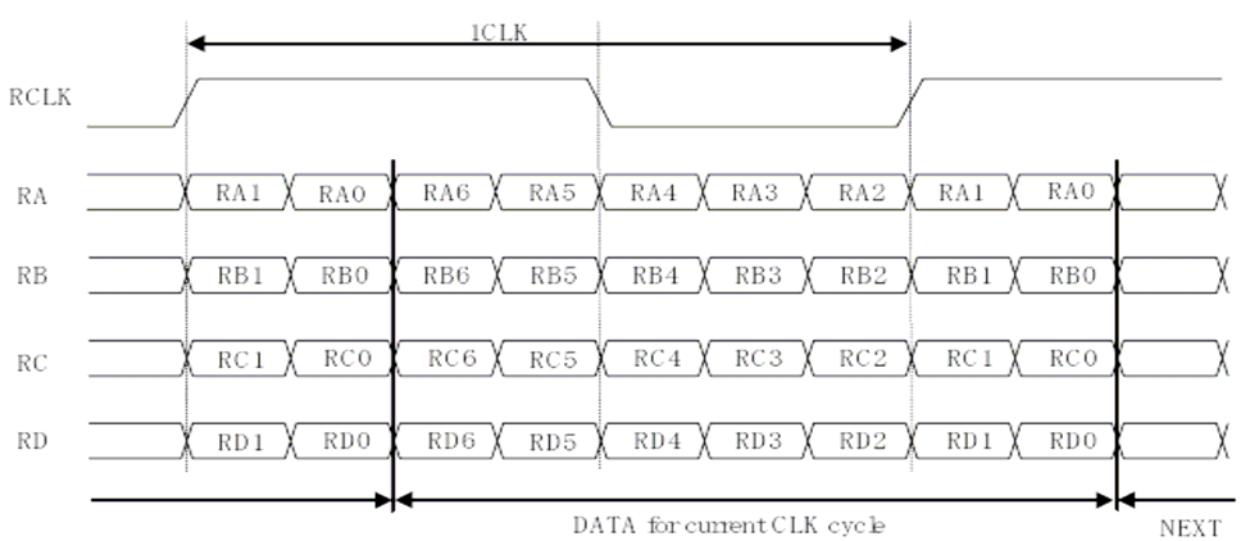 1CLK
RCLK
RA RA1 RA0 RA6 RA5 RA4 RA3 RA2 RA1 RA0
RB RB1 RB0 RB6 RB5 RB4 RB3 RB2 RB1 RB0
RC RC1 RC0 RC6 RC5 RC4 RC3 RC2 RC1 RC0
RD RD1 RD0 RD6 RD5 RD4 RD3 RD2 RD1 RD0
DATA for current CLK cycle NEXT